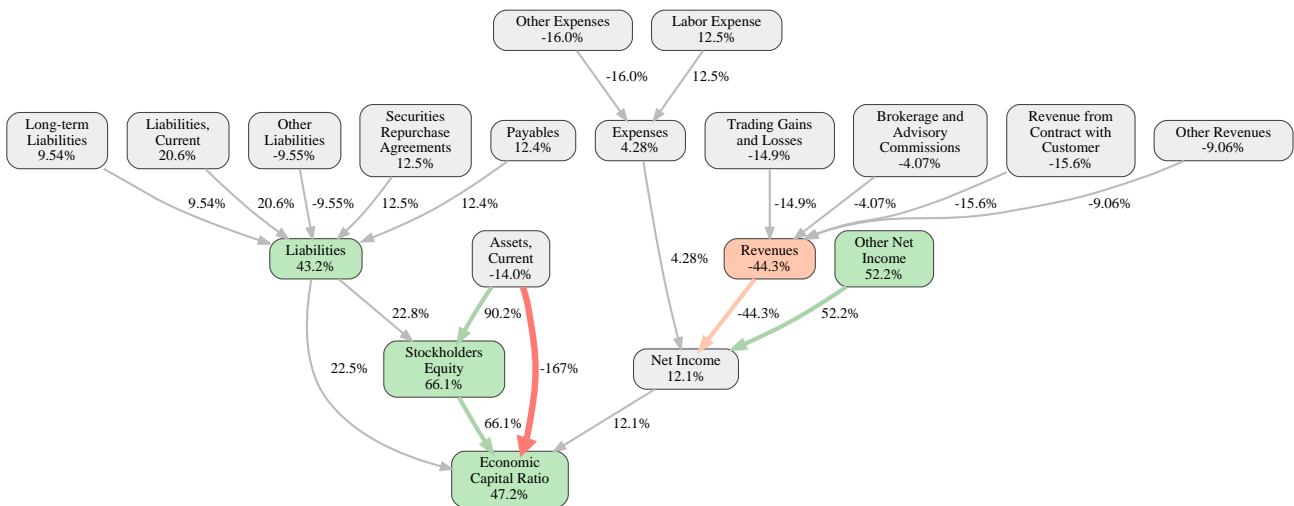 Other Expenses
-16.0%
Labor Expense
12.5%
-16.0%
12.5%
Long-term
Liabilities
9.54%
Liabilities,
Current
20.6%
Other
Liabilities
-9.55%
Securities
Repurchase
Agreements
12.5%
Payables
12.4%
Expenses
4.28%
Trading Gains
and Losses
-14.9%
Brokerage and
Advisory
Commissions
-4.07%
Revenue from
Contract with
Customer
-15.6%
Other Revenues
-9.06%
9.54%
20.6%
-9.55%
12.5%
12.4%
-14.9%
-4.07%
-15.6%
-9.06%
Liabilities
43.2%
Assets,
Current
-14.0%
4.28%
Revenues
-44.3%
Other Net
Income
52.2%
22.8%
90.2%
-44.3%
52.2%
22.5%
Stockholders
Equity
66.1%
-167%
Net Income
12.1%
66.1%
12.1%
Economic
Capital Ratio
47.2%